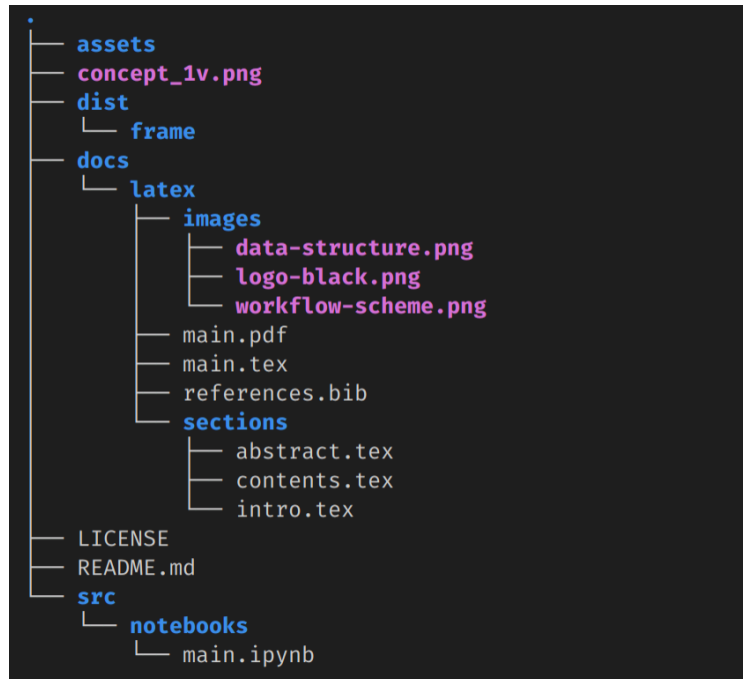 .
├── assets
├── concept_1v.png
├── dist
│   └── frame
├── docs
│   └── latex
│       ├── images
│       │   ├── data-structure.png
│       │   ├── logo-black.png
│       │   └── workflow-scheme.png
│       ├── main.pdf
│       ├── main.tex
│       ├── references.bib
│       └── sections
│           ├── abstract.tex
│           ├── contents.tex
│           └── intro.tex
├── LICENSE
├── README.md
└── src
    └── notebooks
        └── main.ipynb